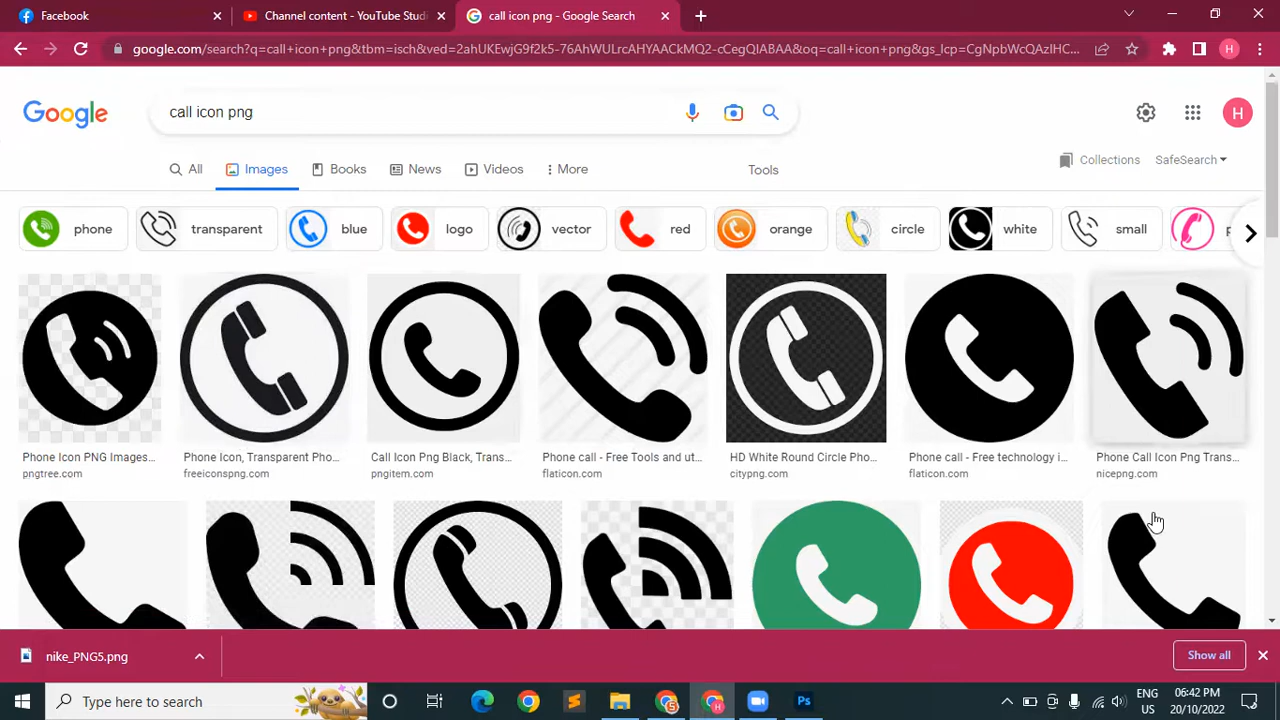 Facebook
Channel content - YouTube Studi
call icon png - Google Search
google.com/search?q=call+icon+png&tbm=isch&ved=2ahUKEwjG9f2k5-76AhWULrcAHYAACkMQ2-cCegQIABAA&oq=call+icon+png&gs_lcp=CgNpbWcQAzIHC...
H
Google
call icon png
H
All
Images
Books
News
Videos
More
Tools
Collections
SafeSearch
phone
transparent
blue
logo
vector
red
orange
circle
white
small
p
Phone Icon PNG Images...
Phone Icon, Transparent Pho...
Call Icon Png Black, Trans...
Phone call - Free Tools and ut...
HD White Round Circle Pho...
Phone call - Free technology i...
Phone Call Icon Png Trans...
pngtree.com
freeiconspng.com
pngitem.com
flaticon.com
citypng.com
flaticon.com
nicepng.com
nike_PNG5.png
Show all
Type here to search
Ps
ENG
US
06:42 PM
20/10/2022